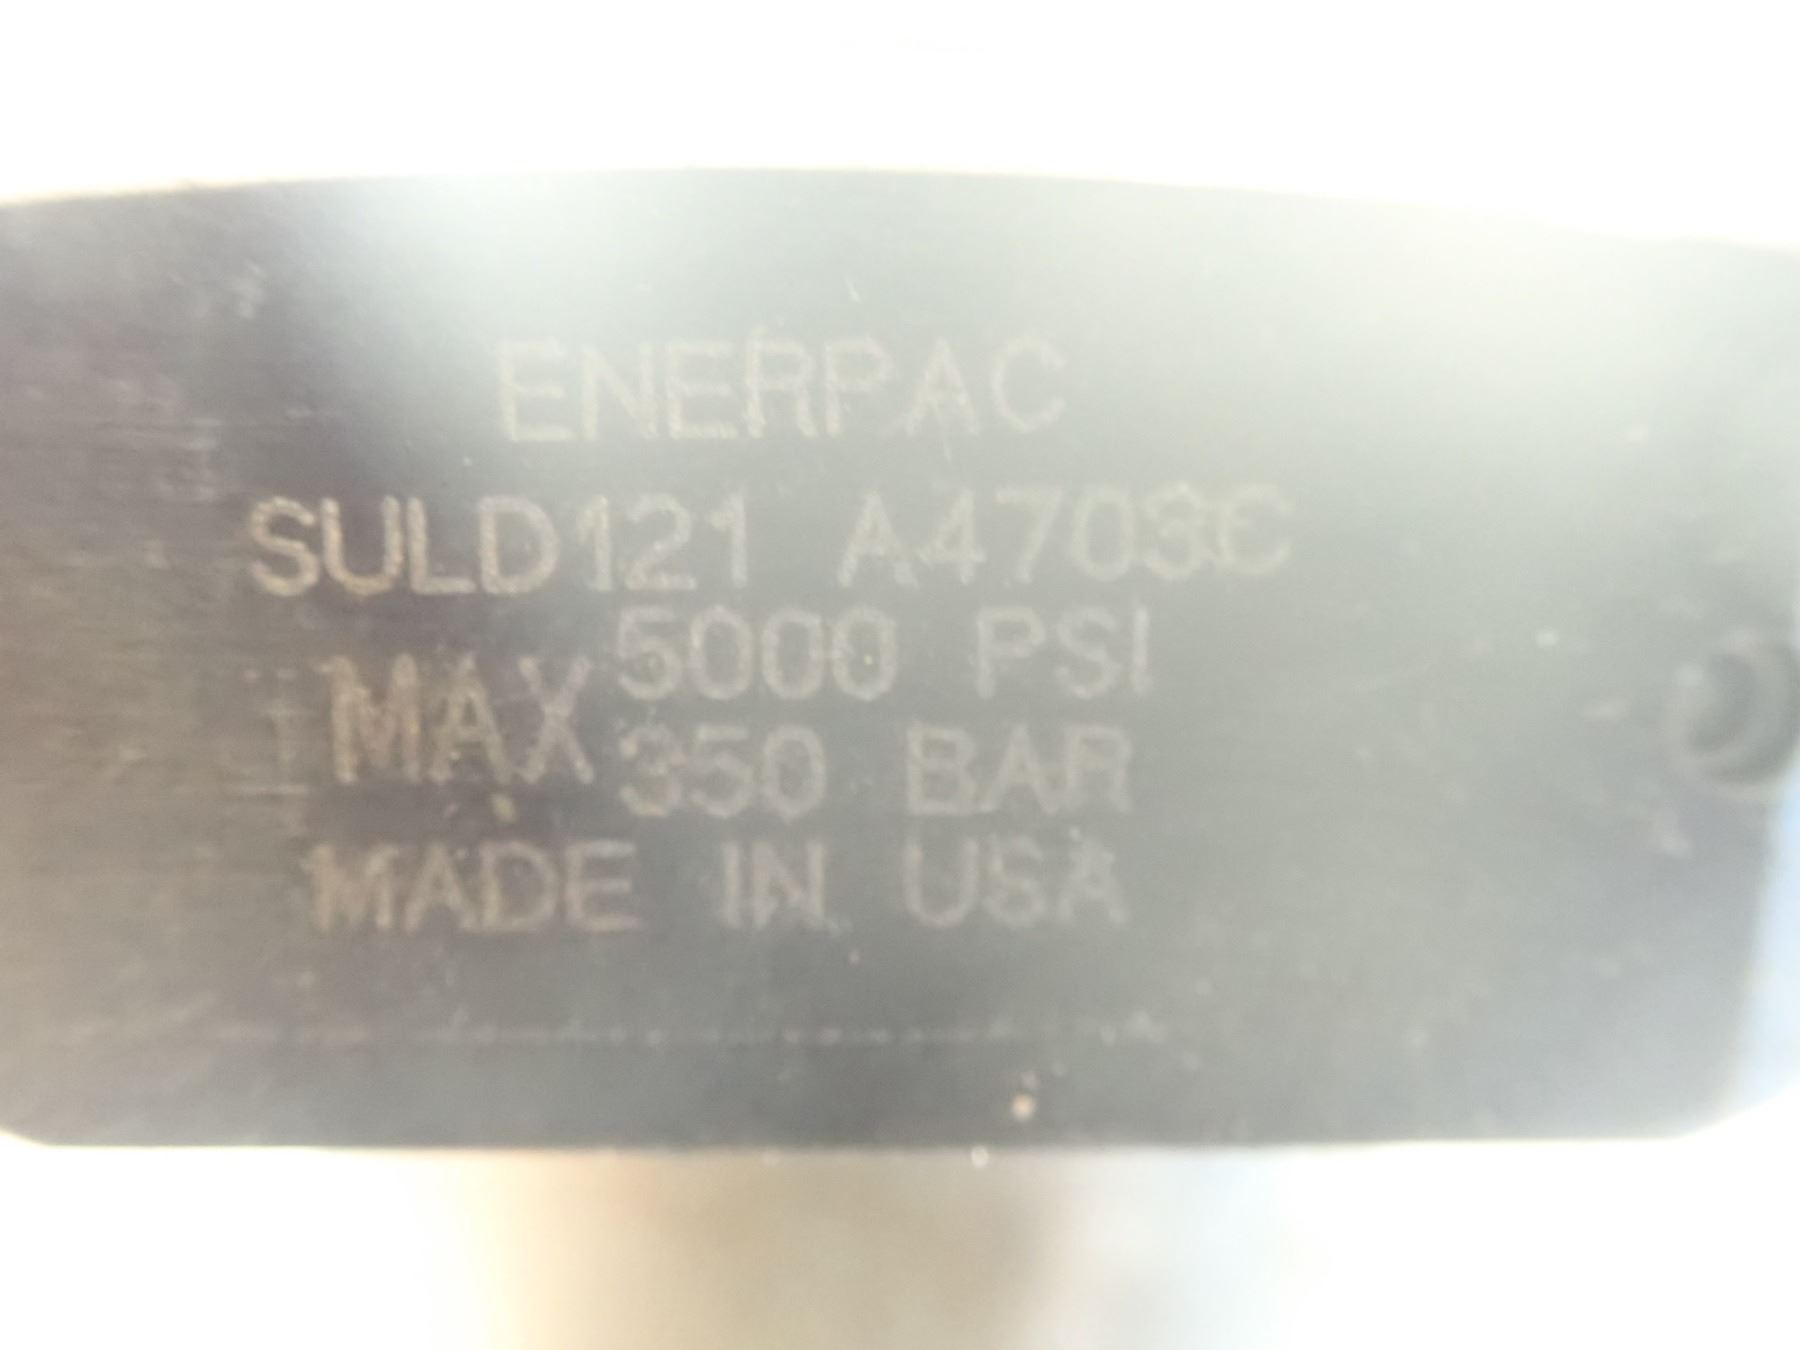 ENERPAC
SULD121 A4703C
MAX 5000 PSI
350 BAR
MADE IN USA